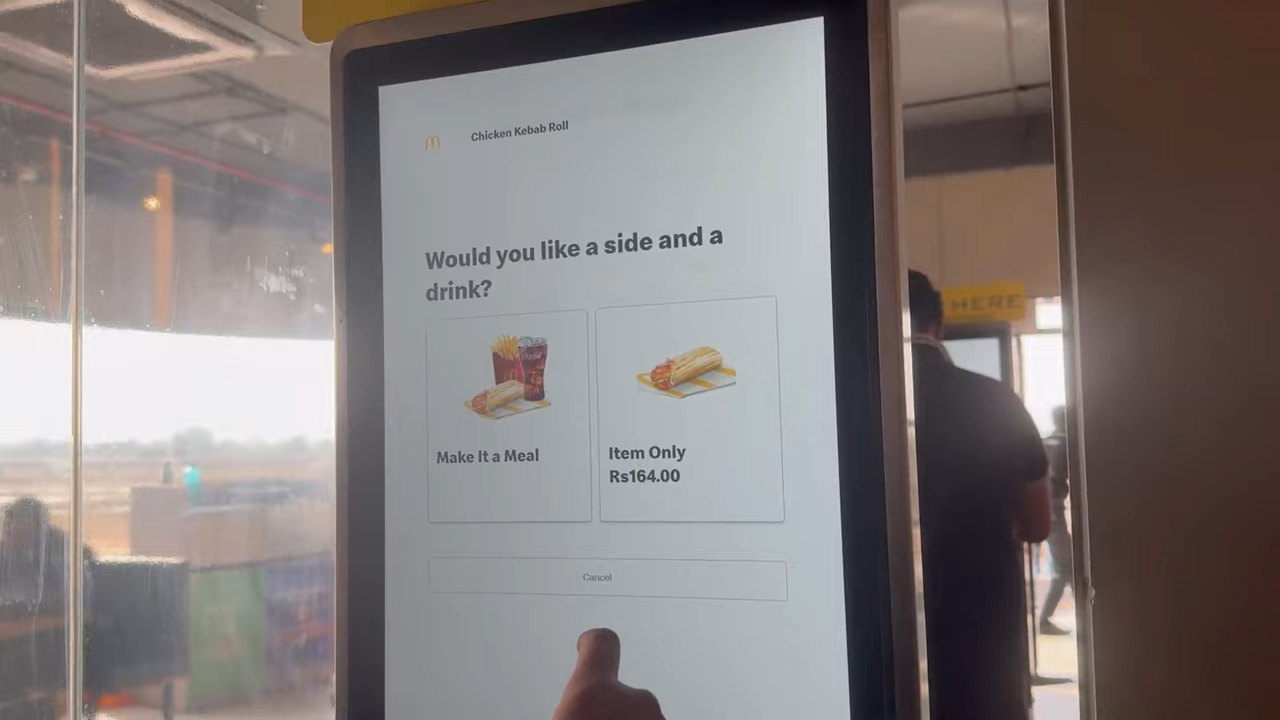 Chicken Kebab Roll
Would you like a side and a
drink?
Make It a Meal
Item Only
Rs164.00
Cancel
HERE